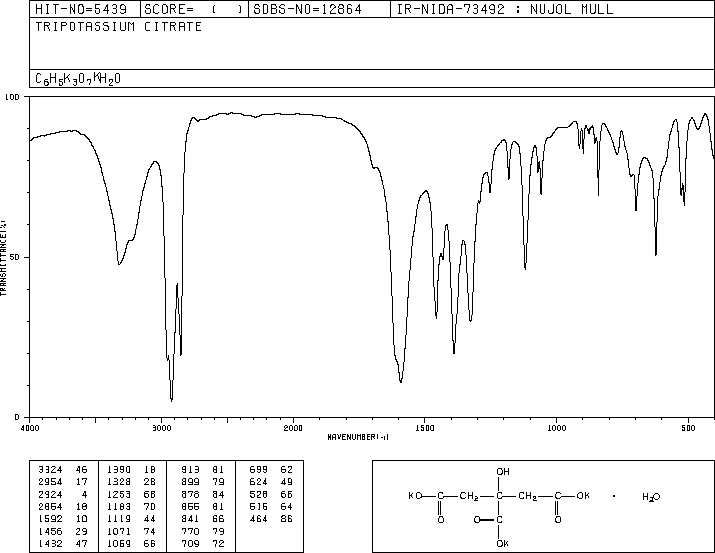 HIT-NO=5439 SCORE= ( ) SDBS-NO=12864 IR-NIDA-73492 : NUJOL MULL
TRIPOTASSIUM CITRATE
C6H5K3O7KH2O
100
50
0
TRANSMITTANCE(%)
4000 3000 2000 1500 1000 500
WAVENUMBER(-1)
3324 46 1390 18 913 81 699 62
2954 17 1328 28 899 79 624 49
2924 4 1253 68 878 84 528 66
2864 18 1183 70 866 81 516 64
1592 10 1119 44 841 66 464 86
1456 29 1071 74 770 79
1432 47 1069 66 709 72
OH
KO—C—CH2—C—CH2—C—OK · H2O
O O=C O
OK